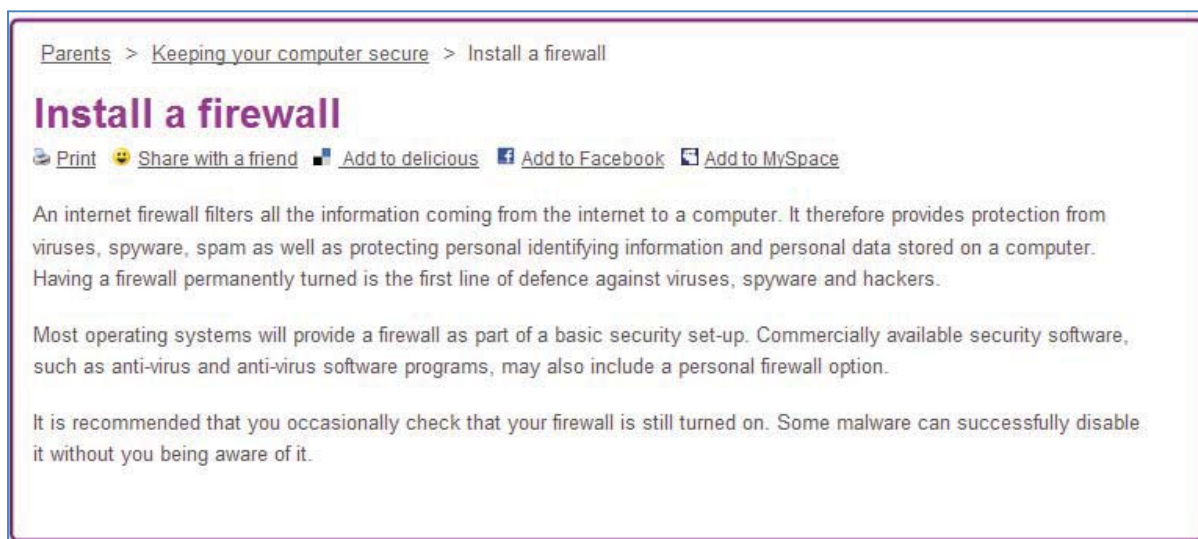 Parents > Keeping your computer secure > Install a firewall
Install a firewall
Print Share with a friend Add to delicious Add to Facebook Add to MySpace
An internet firewall filters all the information coming from the internet to a computer. It therefore provides protection from
viruses, spyware, spam as well as protecting personal identifying information and personal data stored on a computer.
Having a firewall permanently turned is the first line of defence against viruses, spyware and hackers.
Most operating systems will provide a firewall as part of a basic security set-up. Commercially available security software,
such as anti-virus and anti-virus software programs, may also include a personal firewall option.
It is recommended that you occasionally check that your firewall is still turned on. Some malware can successfully disable
it without you being aware of it.